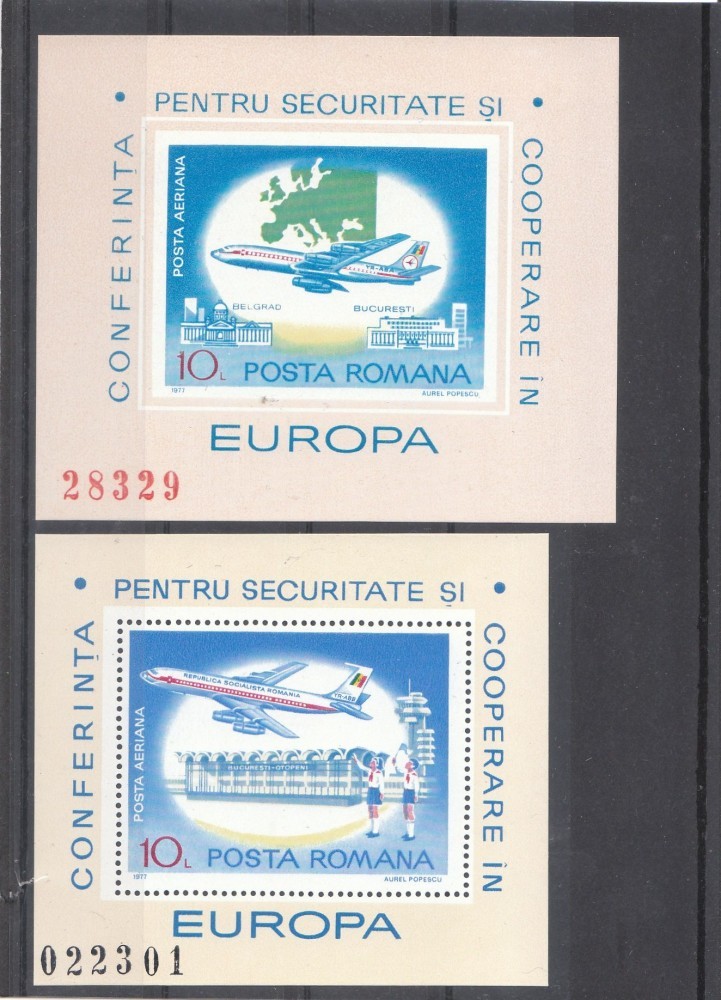 CONFERINȚA • PENTRU SECURITATE ȘI • COOPERARE ÎN
POSTA AERIANA
BELGRAD BUCURESTI
10L POSTA ROMANA
1977 AUREL POPESCU
EUROPA
28329
CONFERINȚA • PENTRU SECURITATE ȘI • COOPERARE ÎN
REPUBLICA SOCIALISTA ROMANIA
YR-ABB
POSTA AERIANA
BUCURESTI-OTOPENI
10L POSTA ROMANA
1977 AUREL POPESCU
EUROPA
022301